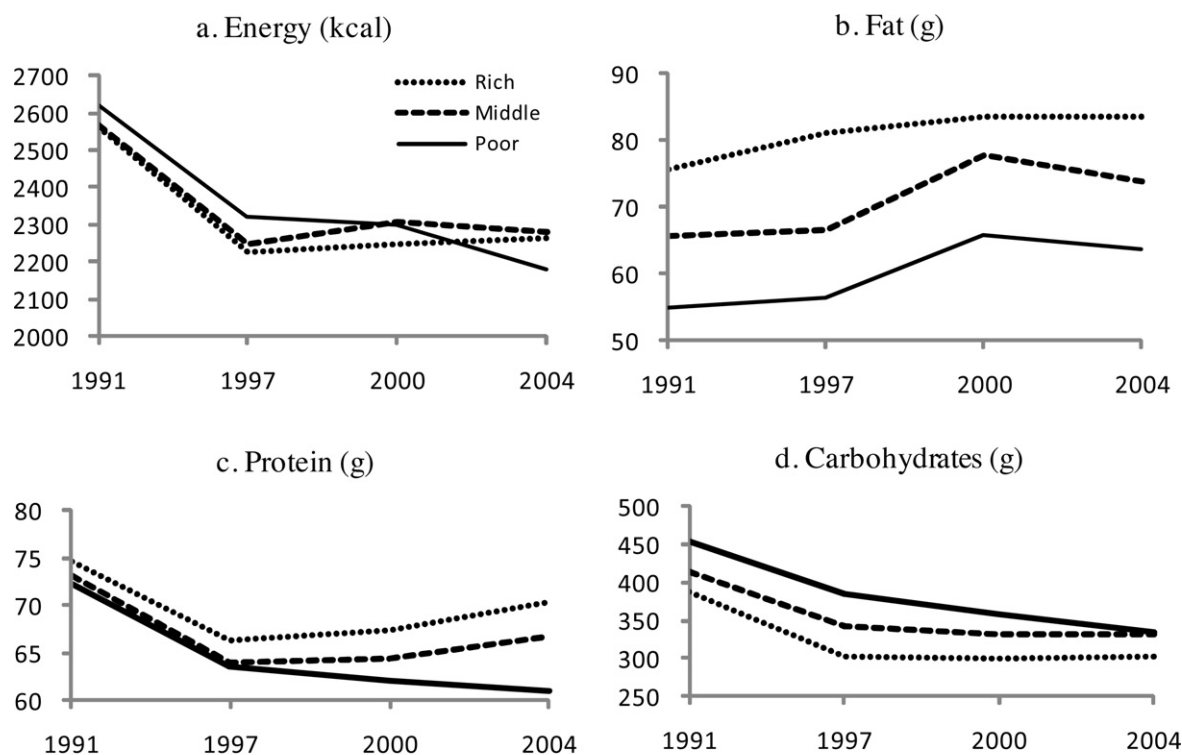 a. Energy (kcal)
2700
2600
2500
2400
2300
2200
2100
2000
1991 1997 2000 2004
Rich
Middle
Poor
b. Fat (g)
90
80
70
60
50
1991 1997 2000 2004
c. Protein (g)
80
75
70
65
60
1991 1997 2000 2004
d. Carbohydrates (g)
500
450
400
350
300
250
1991 1997 2000 2004